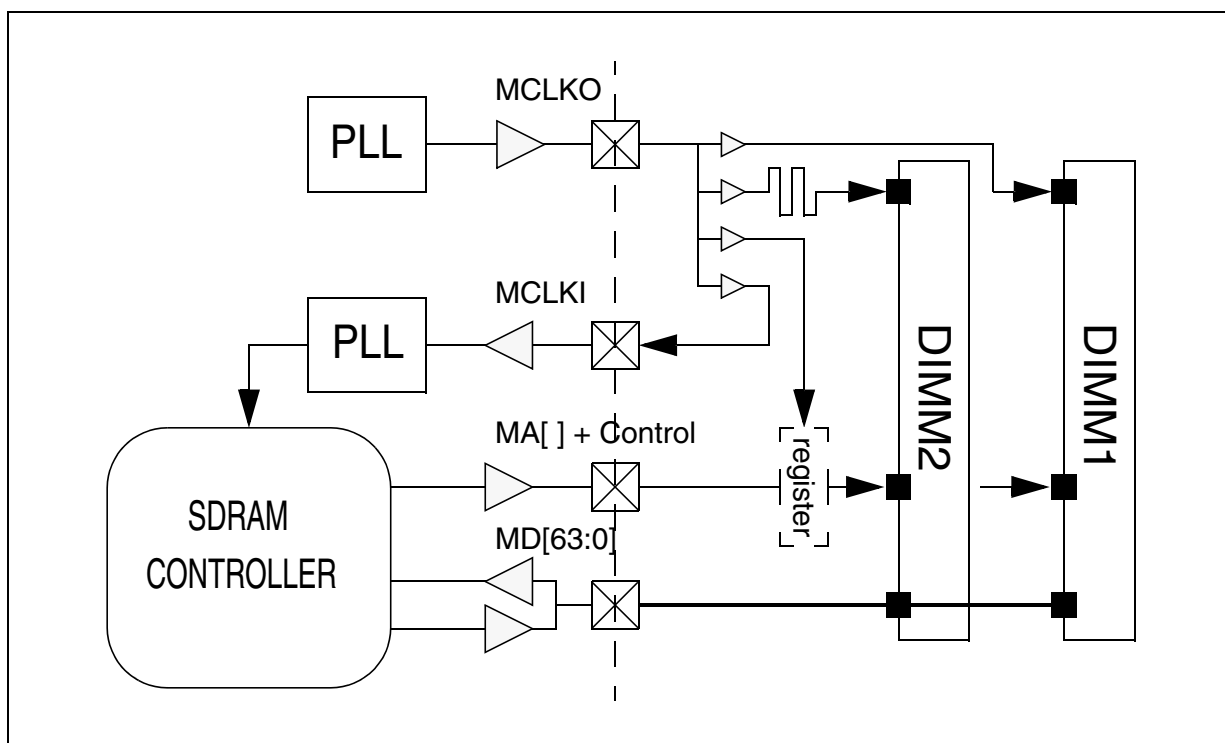 MCLKO
PLL
MCLKI
PLL
MA[ ] + Control
register
DIMM2
DIMM1
SDRAM
CONTROLLER
MD[63:0]